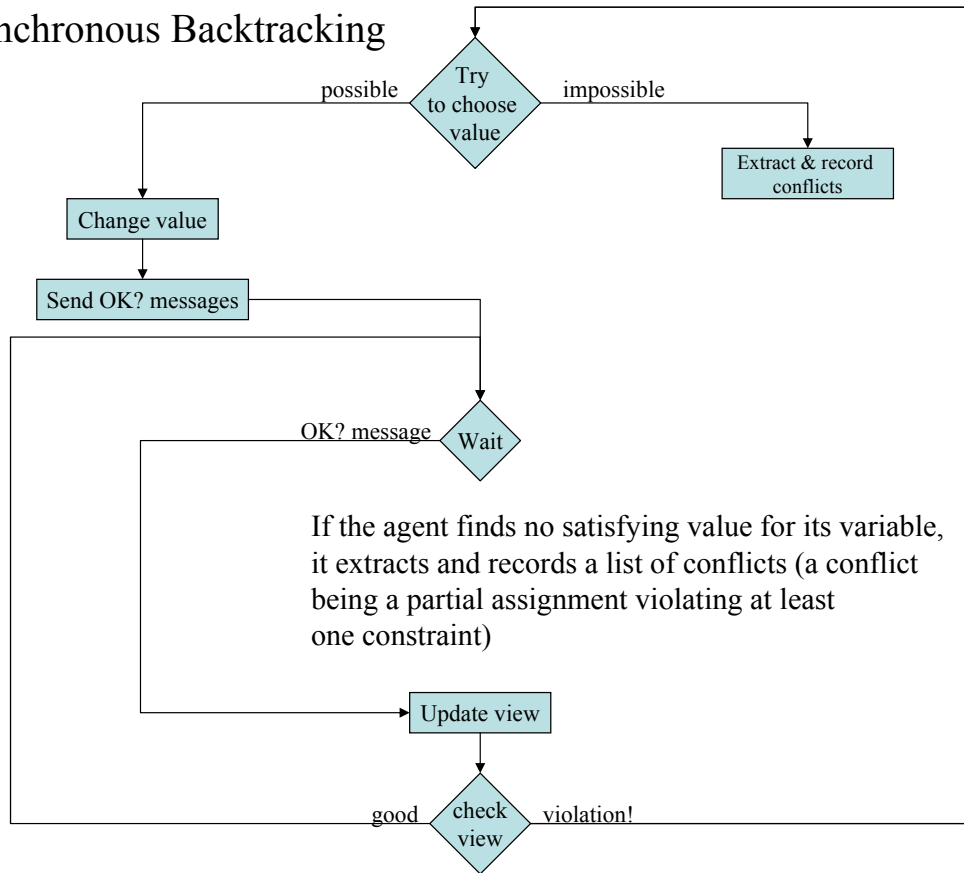 nchronous Backtracking
Try
to choose
value
possible
impossible
Extract & record
conflicts
Change value
Send OK? messages
OK? message
Wait
If the agent finds no satisfying value for its variable,
it extracts and records a list of conflicts (a conflict
being a partial assignment violating at least
one constraint)
Update view
good
check
view
violation!